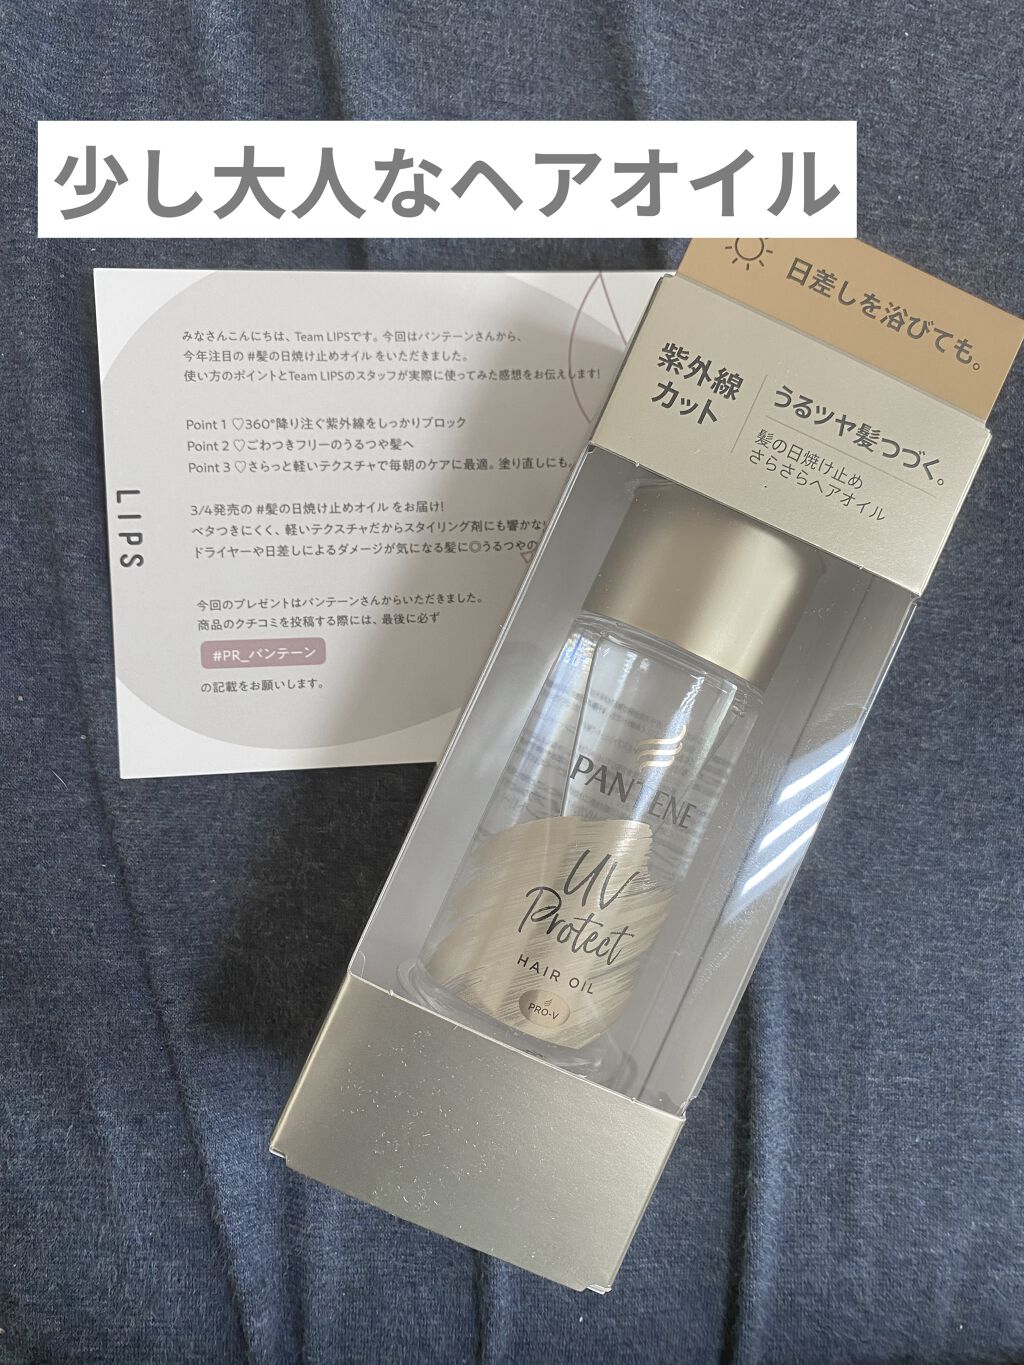 少し大人なヘアオイル
みなさんこんにちは、Team LIPSです。今回はパンテーンさんから、
今年注目の #髪の日焼け止めオイル をいただきました。
使い方のポイントとTeam LIPSのスタッフが実際に使ってみた感想をお伝えします!
Point 1 ♡360°降り注ぐ紫外線をしっかりブロック
Point 2 ♡ごわつきフリーのうるつや髪へ
Point 3 ♡さらっと軽いテクスチャで毎朝のケアに最適。塗り直しにも。
3/4発売の #髪の日焼け止めオイル をお届け!
ベタつきにくく、軽いテクスチャだからスタイリング剤にも響かな
ドライヤーや日差しによるダメージが気になる髪に◎うるつやの
今回のプレゼントはパンテーンさんからいただきました。
商品のクチコミを投稿する際には、最後に必ず
#PR_パンテーン
の記載をお願いします。
LIPS
日差しを浴びても。
紫外線
カット
うるツヤ髪つづく。
髪の日焼け止め
さらさらヘアオイル
PANTENE
UV
Protect
HAIR OIL
PRO-V